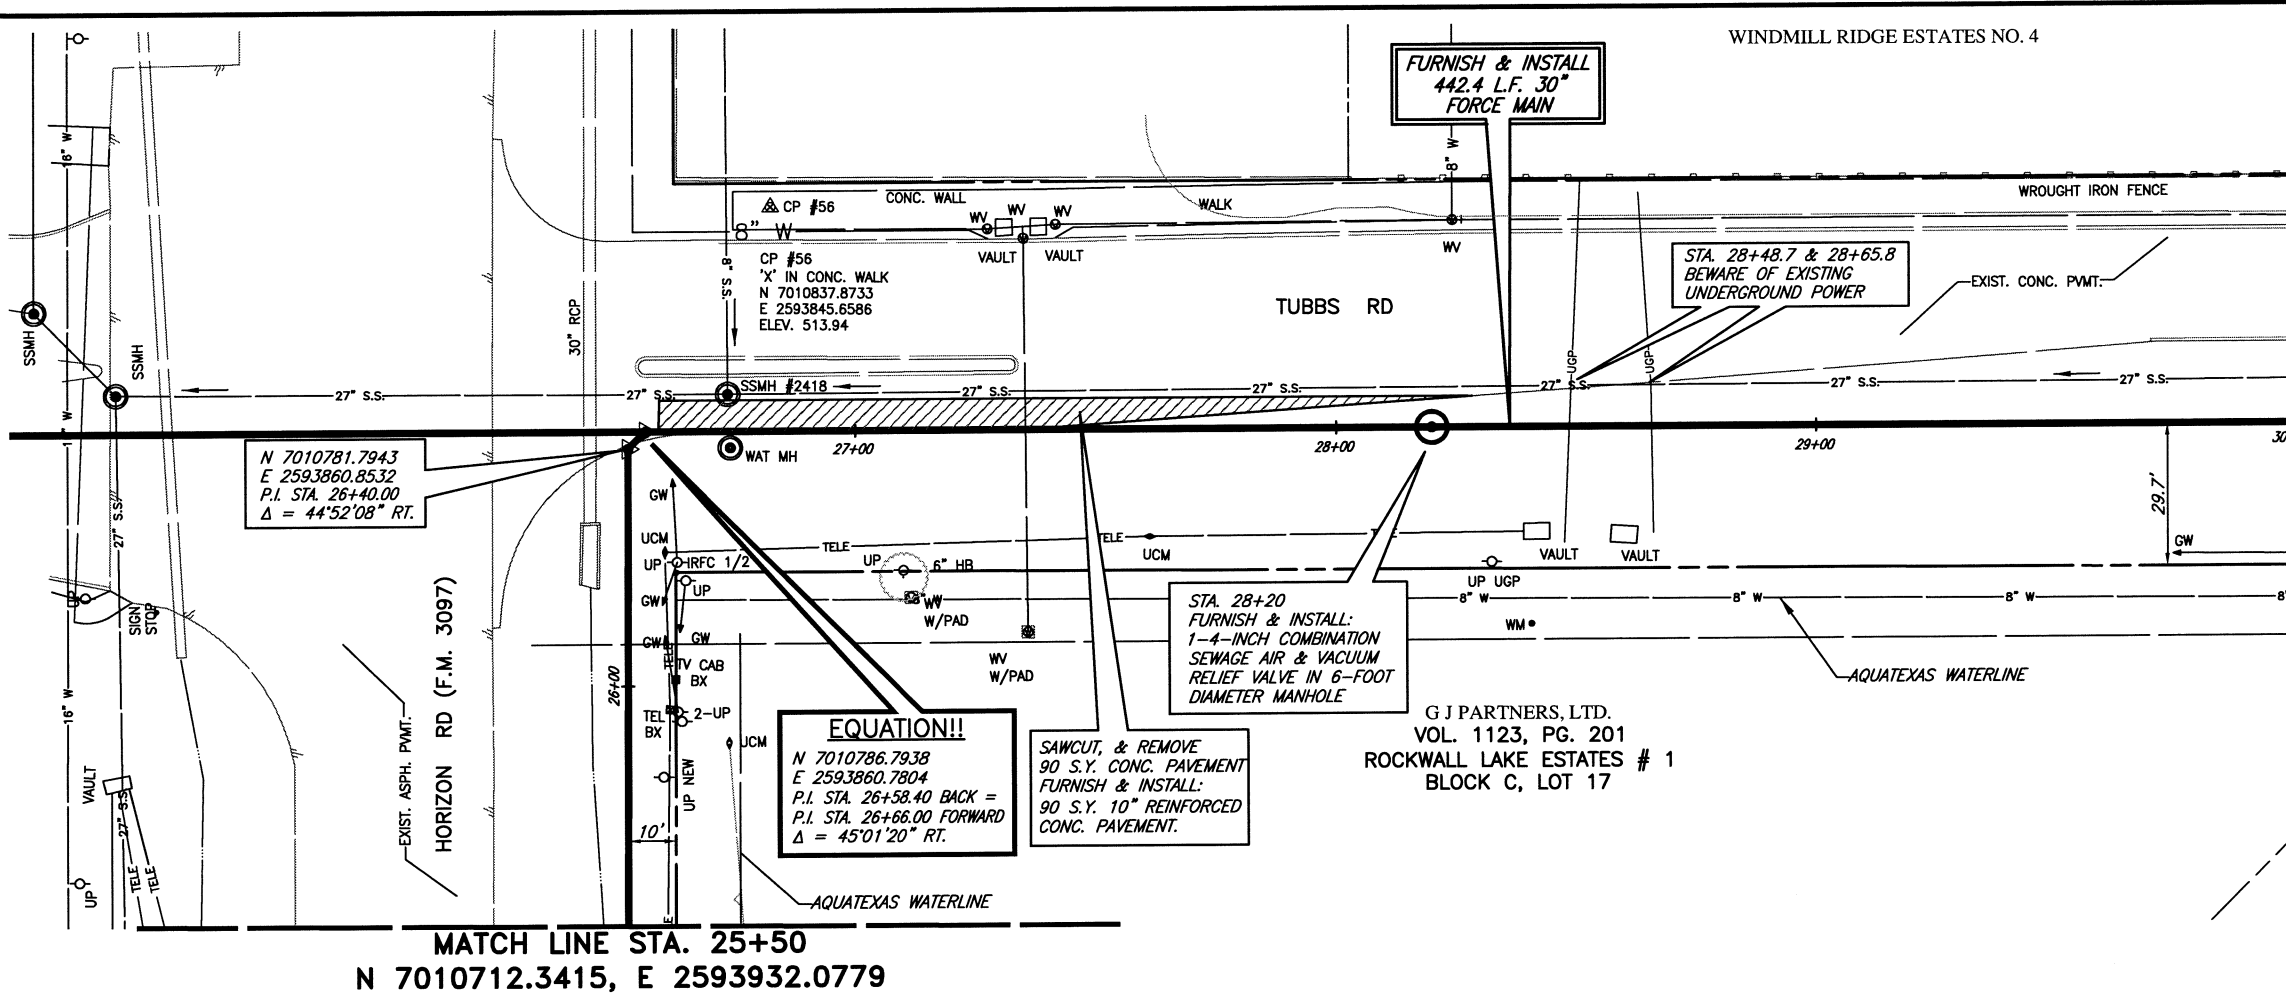 WINDMILL RIDGE ESTATES NO. 4
FURNISH & INSTALL
442.4 L.F. 30"
FORCE MAIN
16" W
8" W
CONC. WALL
WALK
WROUGHT IRON FENCE
CP #56
WV
WV
WV
8" W
WV
VAULT
VAULT
CP #56
'X' IN CONC. WALK
N 7010837.8733
E 2593845.6586
ELEV. 513.94
8" S.S.
30" RCP
TUBBS RD
STA. 28+48.7 & 28+65.8
BEWARE OF EXISTING
UNDERGROUND POWER
EXIST. CONC. PVMT.
SSMH
SSMH
UGP
UGP
SSMH #2418
27" S.S.
27" S.S.
27" S.S.
27" S.S.
27" S.S.
27" S.S.
27" S.S.
WAT MH
27+00
28+00
29+00
30
N 7010781.7943
E 2593860.8532
P.I. STA. 26+40.00
Δ = 44°52'08" RT.
27" S.S.
29.7'
GW
GW
UCM
TELE
TELE
UCM
VAULT
VAULT
UP
IRFC 1/2
UP
6" HB
UP
UP UGP
GW
WV
W/PAD
8" W
8" W
8" W
8"
WM
GW
GW
TELE
UP
SIGN
STOP
WV
W/PAD
TV CAB
BX
26+00
TEL
BX
2-UP
UCM
STA. 28+20
FURNISH & INSTALL:
1-4-INCH COMBINATION
SEWAGE AIR & VACUUM
RELIEF VALVE IN 6-FOOT
DIAMETER MANHOLE
AQUATEXAS WATERLINE
16" W
HORIZON RD (F.M. 3097)
EXIST. ASPH. PVMT.
VAULT
27" S.S.
TELE
TELE
UP
UP NEW
10'
EQUATION!!
N 7010786.7938
E 2593860.7804
P.I. STA. 26+58.40 BACK =
P.I. STA. 26+66.00 FORWARD
Δ = 45°01'20" RT.
SAWCUT, & REMOVE
90 S.Y. CONC. PAVEMENT
FURNISH & INSTALL:
90 S.Y. 10" REINFORCED
CONC. PAVEMENT.
G J PARTNERS, LTD.
VOL. 1123, PG. 201
ROCKWALL LAKE ESTATES # 1
BLOCK C, LOT 17
AQUATEXAS WATERLINE
MATCH LINE STA. 25+50
N 7010712.3415, E 2593932.0779